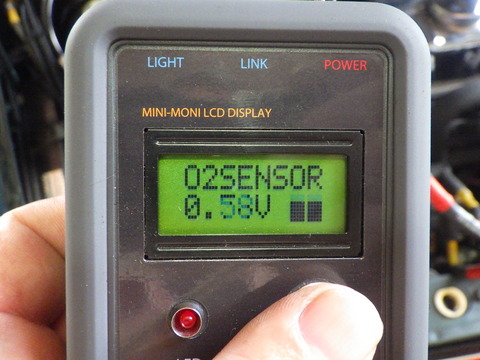 LIGHT LINK POWER
MINI-MONI LCD DISPLAY
O2SENSOR
0.58V